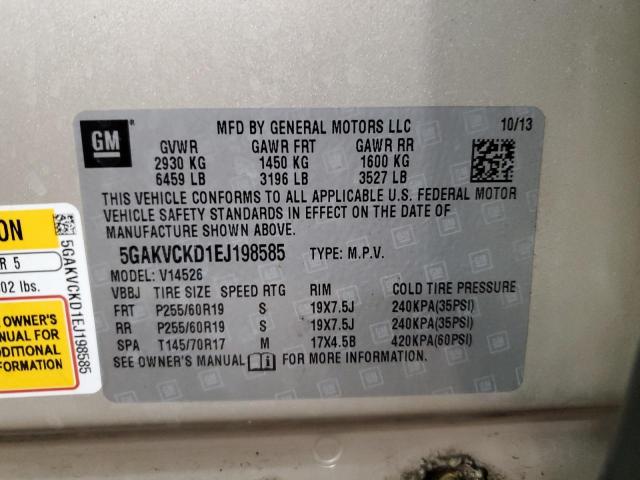 GM
MFD BY GENERAL MOTORS LLC 10/13
GVWR GAWR FRT GAWR RR
2930 KG 1450 KG 1600 KG
6459 LB 3196 LB 3527 LB
THIS VEHICLE CONFORMS TO ALL APPLICABLE U.S. FEDERAL MOTOR
VEHICLE SAFETY STANDARDS IN EFFECT ON THE DATE OF
MANUFACTURE SHOWN ABOVE.
5GAKVCKD1EJ198585 TYPE: M.P.V.
MODEL: V14526
VBBJ TIRE SIZE SPEED RTG RIM COLD TIRE PRESSURE
FRT P255/60R19 S 19X7.5J 240KPA(35PSI)
RR P255/60R19 S 19X7.5J 240KPA(35PSI)
SPA T145/70R17 M 17X4.5B 420KPA(60PSI)
SEE OWNER'S MANUAL FOR MORE INFORMATION.
ON
R 5
02 lbs.
OWNER'S
NUAL FOR
DDITIONAL
FORMATION
5GAKVCKD1EJ198585